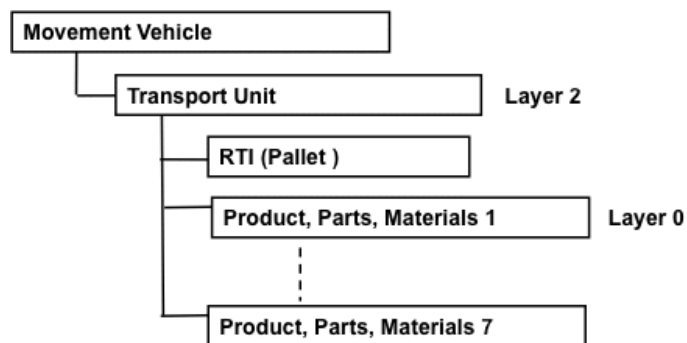 Movement Vehicle
Transport Unit Layer 2
RTI (Pallet )
Product, Parts, Materials 1 Layer 0
Product, Parts, Materials 7